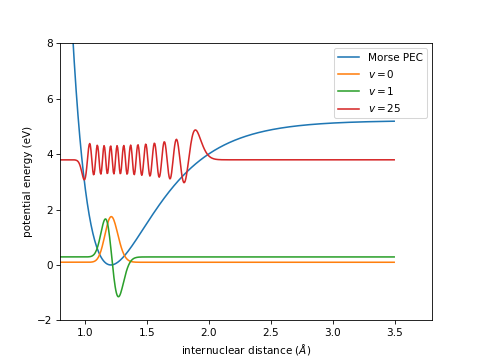 8
6
4
2
0
−2
potential energy (eV)
Morse PEC
v = 0
v = 1
v = 25
1.0 1.5 2.0 2.5 3.0 3.5
internuclear distance (Å)